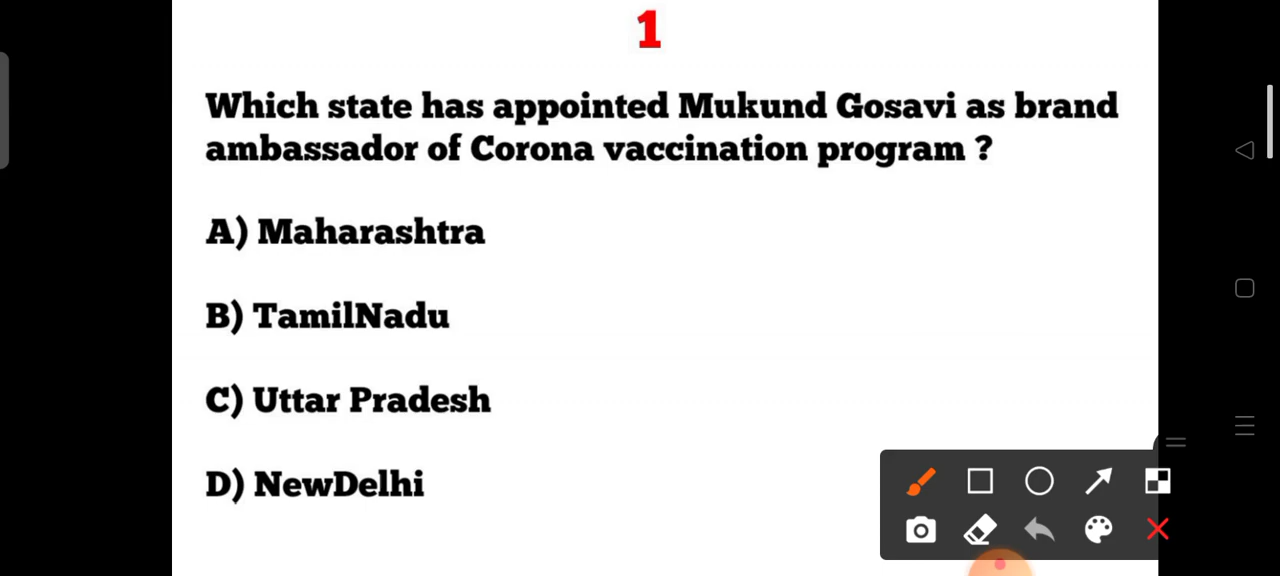 1
Which state has appointed Mukund Gosavi as brand
ambassador of Corona vaccination program ?
A) Maharashtra
B) TamilNadu
C) Uttar Pradesh
D) NewDelhi